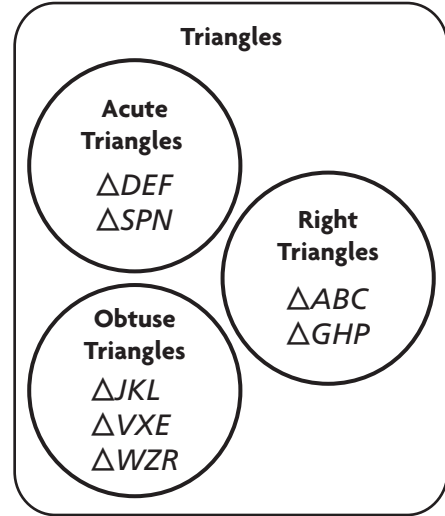 Triangles
Acute
Triangles
△DEF
△SPN
Right
Triangles
△ABC
△GHP
Obtuse
Triangles
△JKL
△VXE
△WZR